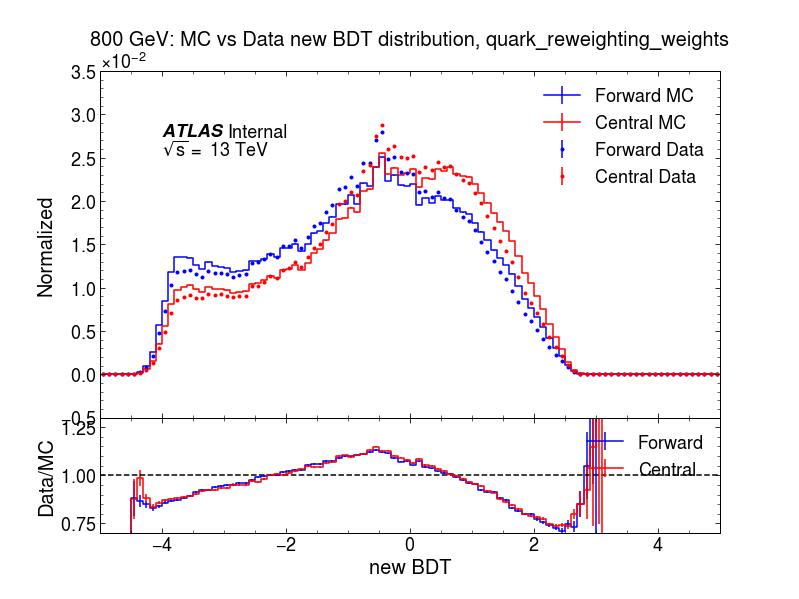 800 GeV: MC vs Data new BDT distribution, quark_reweighting_weights
×10⁻²
3.5
3.0
2.5
2.0
1.5
1.0
0.5
0.0
0.5
Normalized
ATLAS Internal
√s = 13 TeV
Forward MC
Central MC
Forward Data
Central Data
1.25
1.00
0.75
Data/MC
Forward
Central
−4 −2 0 2 4
new BDT